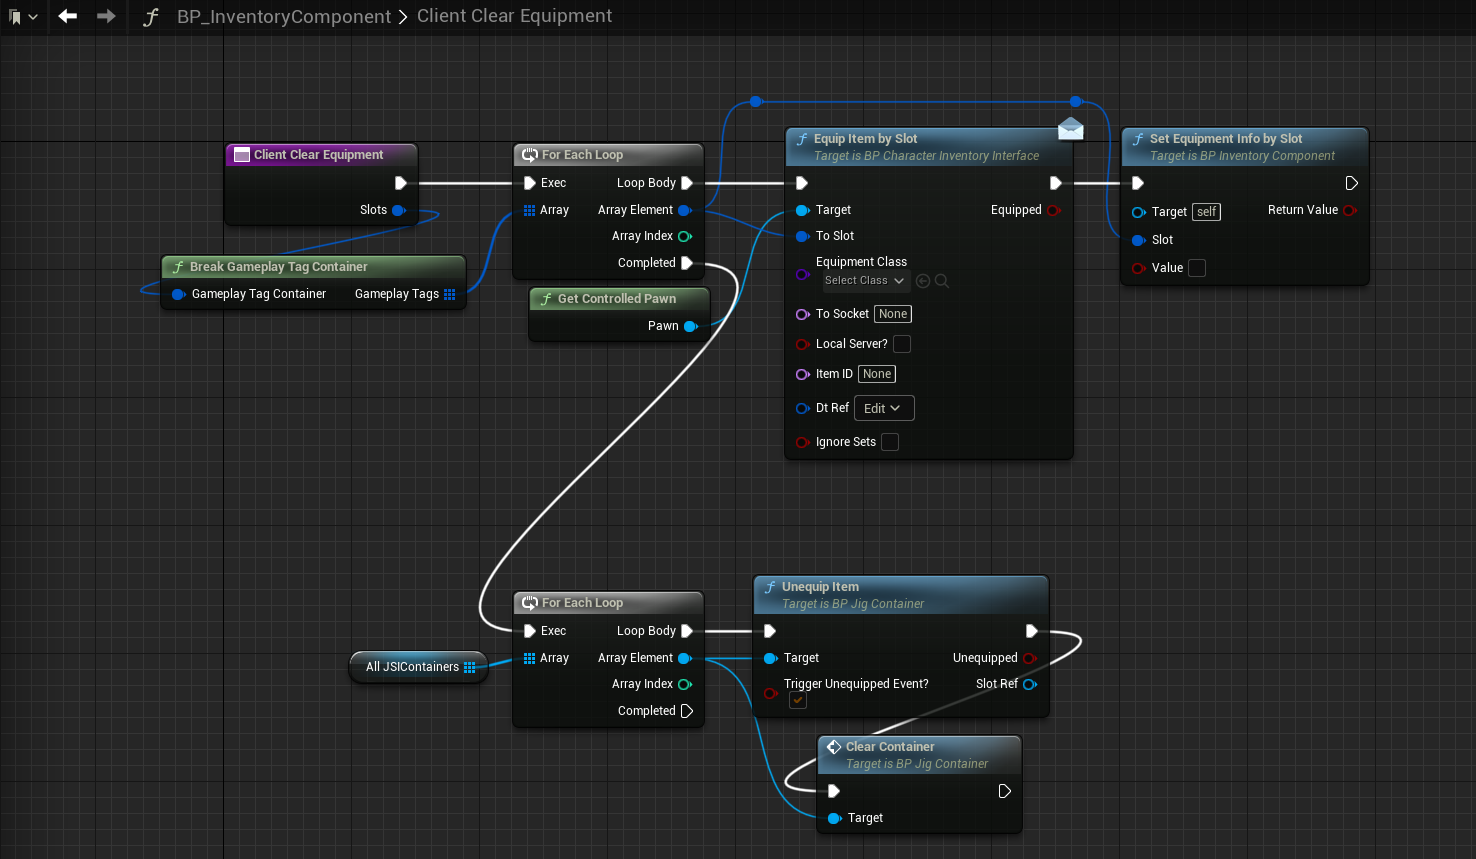 BP_InventoryComponent > Client Clear Equipment
Client Clear Equipment
Slots
Break Gameplay Tag Container
Gameplay Tag Container Gameplay Tags
For Each Loop
Exec Loop Body
Array Array Element
Array Index
Completed
Get Controlled Pawn
Pawn
Equip Item by Slot
Target is BP Character Inventory Interface
Target Equipped
To Slot
Equipment Class
Select Class
To Socket None
Local Server?
Item ID None
Dt Ref Edit
Ignore Sets
Set Equipment Info by Slot
Target is BP Inventory Component
Target self Return Value
Slot
Value
All JSIContainers
For Each Loop
Exec Loop Body
Array Array Element
Array Index
Completed
Unequip Item
Target is BP Jig Container
Target Unequipped
Trigger Unequipped Event? Slot Ref
Clear Container
Target is BP Jig Container
Target